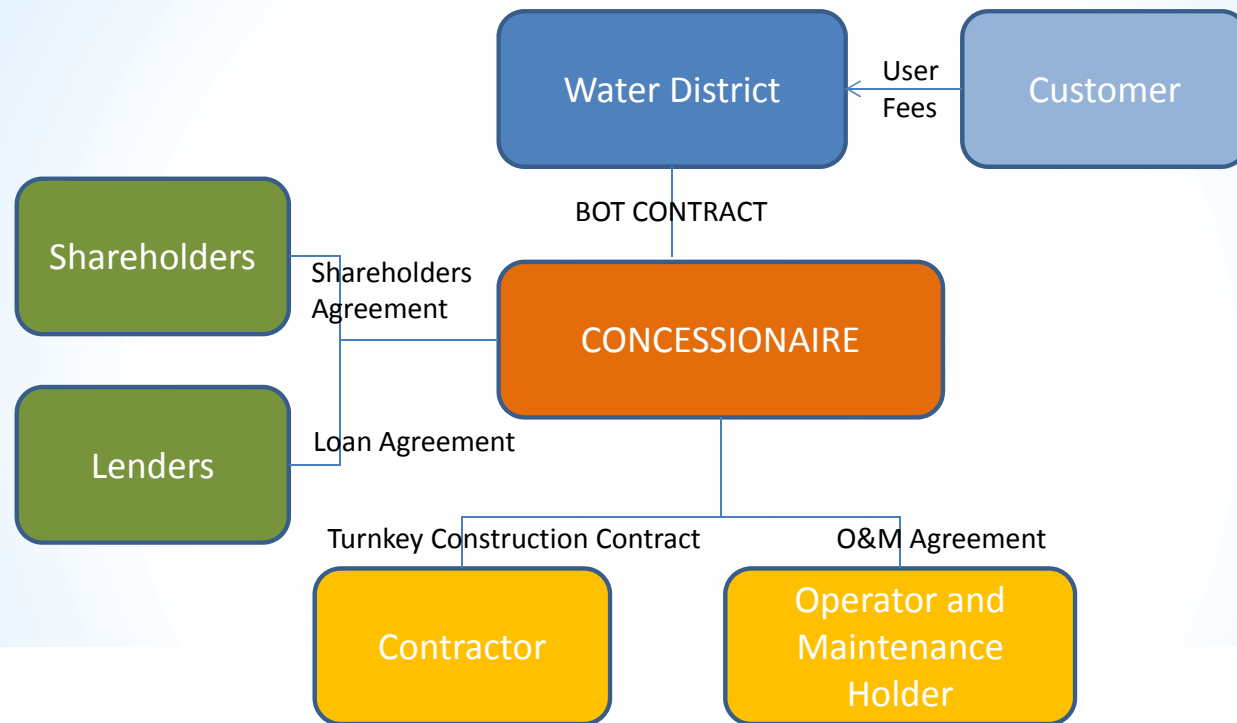 Water District
User
Fees
Customer
BOT CONTRACT
Shareholders
Shareholders
Agreement
CONCESSIONAIRE
Lenders
Loan Agreement
Turnkey Construction Contract
O&M Agreement
Contractor
Operator and
Maintenance
Holder